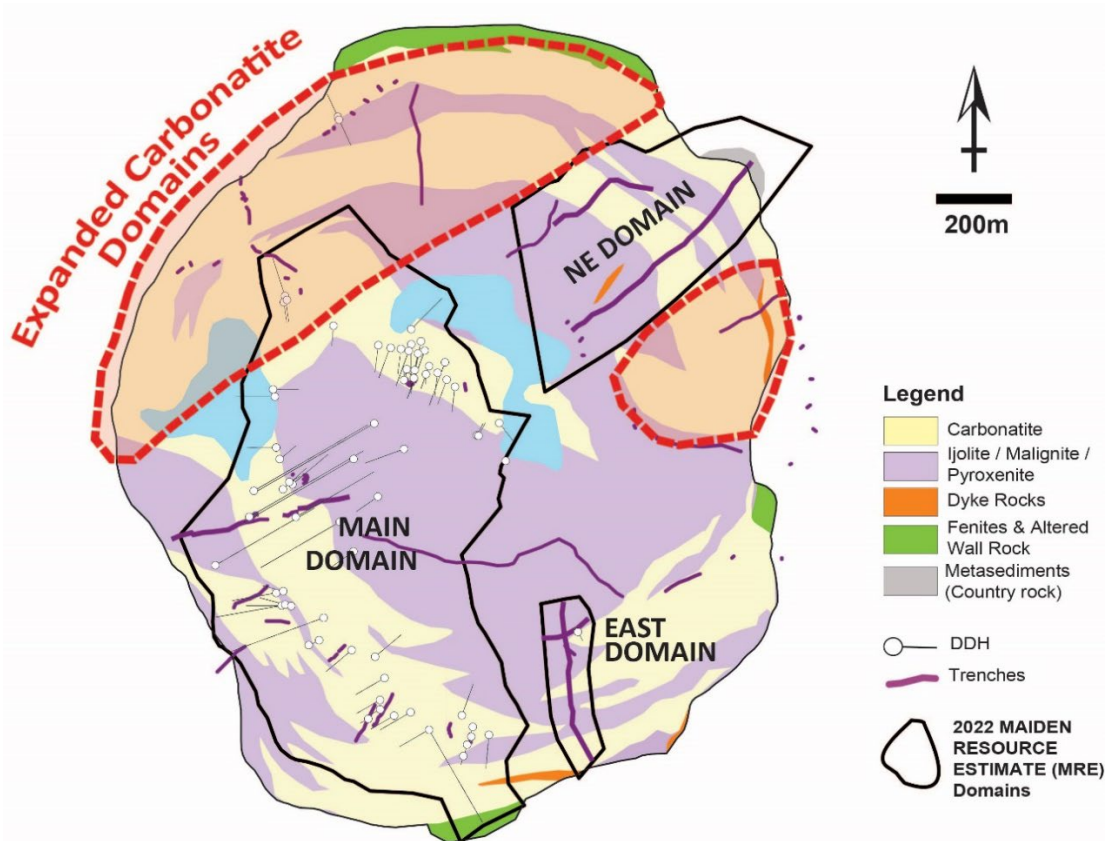 Expanded Carbonatite
Domains
NE DOMAIN
MAIN
DOMAIN
EAST
DOMAIN
200m
Legend
Carbonatite
Ijolite / Malignite /
Pyroxenite
Dyke Rocks
Fenites & Altered
Wall Rock
Metasediments
(Country rock)
DDH
Trenches
2022 MAIDEN
RESOURCE
ESTIMATE (MRE)
Domains